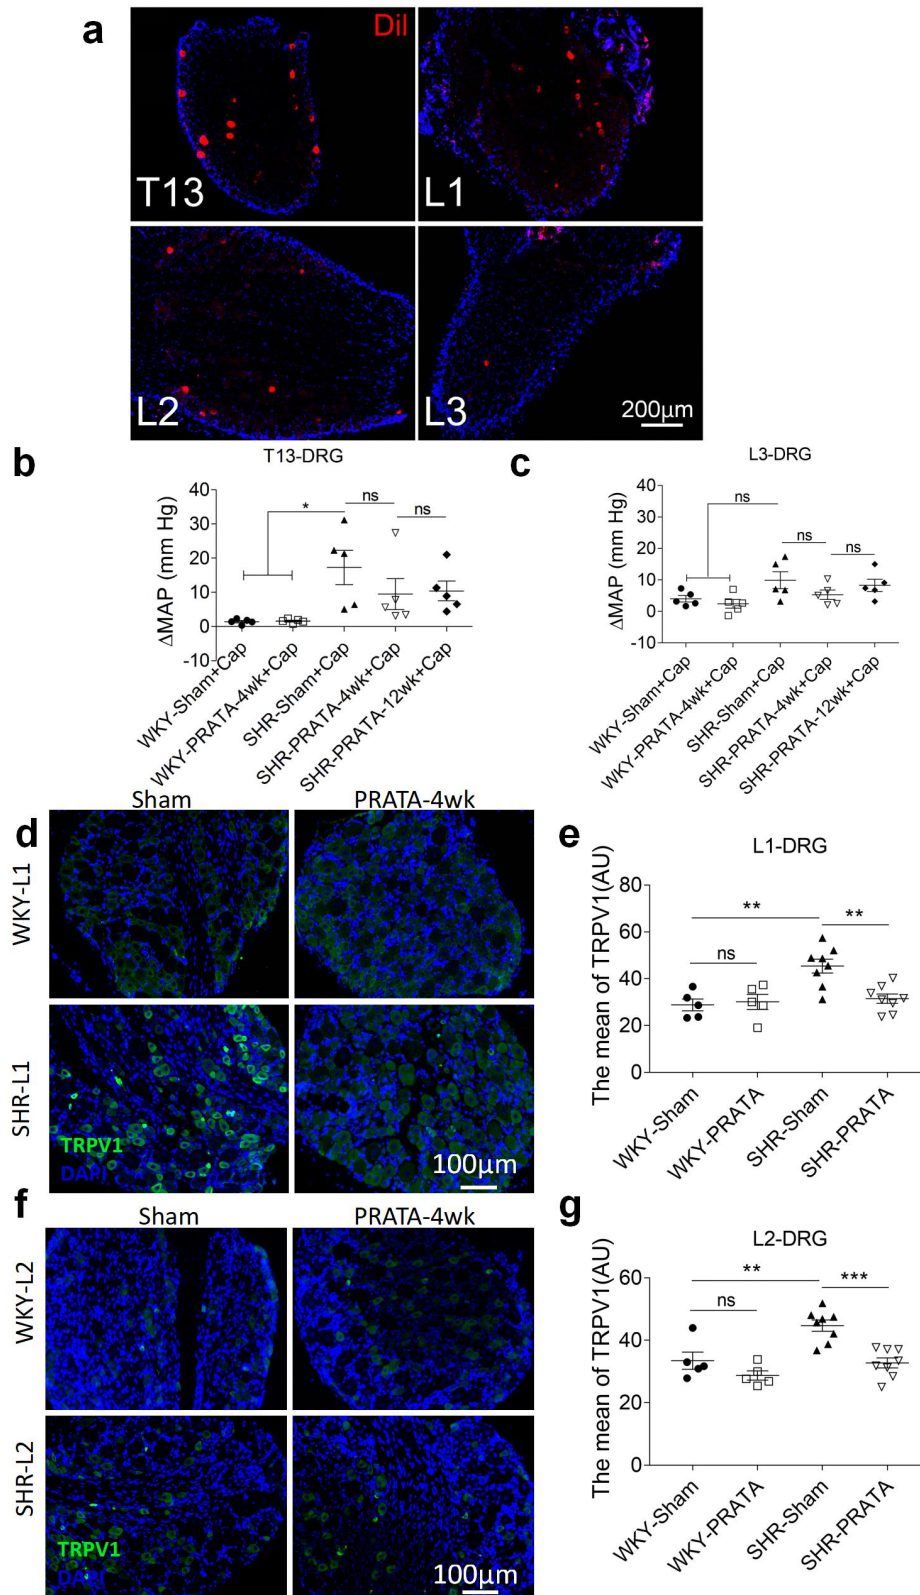 a
DiI
T13
L1
L2
L3
200µm
b
T13-DRG
ΔMAP (mm Hg)
40
30
20
10
0
-10
*
ns
ns
WKY-Sham+Cap
WKY-PRATA-4wk+Cap
SHR-Sham+Cap
SHR-PRATA-4wk+Cap
SHR-PRATA-12wk+Cap
c
L3-DRG
ΔMAP (mm Hg)
40
30
20
10
0
-10
ns
ns
ns
WKY-Sham+Cap
WKY-PRATA-4wk+Cap
SHR-Sham+Cap
SHR-PRATA-4wk+Cap
SHR-PRATA-12wk+Cap
d
Sham
PRATA-4wk
WKY-L1
SHR-L1
TRPV1
DAPI
100µm
e
L1-DRG
The mean of TRPV1(AU)
80
60
40
20
0
**
**
ns
WKY-Sham
WKY-PRATA
SHR-Sham
SHR-PRATA
f
Sham
PRATA-4wk
WKY-L2
SHR-L2
TRPV1
DAPI
100µm
g
L2-DRG
The mean of TRPV1(AU)
60
40
20
0
**
***
ns
WKY-Sham
WKY-PRATA
SHR-Sham
SHR-PRATA